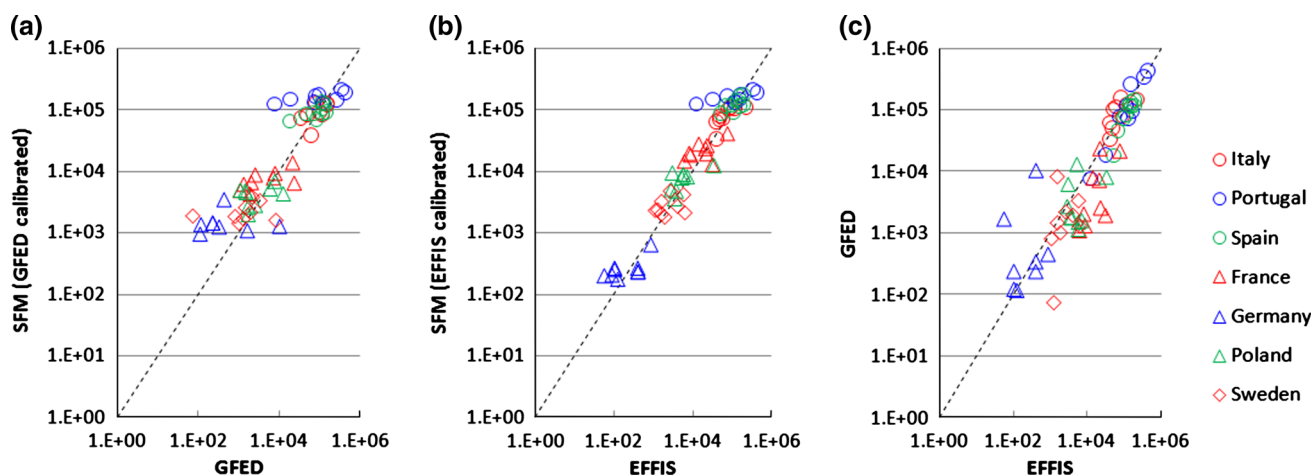 (a)
1.E+06
1.E+05
1.E+04
1.E+03
1.E+02
1.E+01
1.E+00
SFM (GFED calibrated)
1.E+00 1.E+02 1.E+04 1.E+06
GFED
(b)
1.E+06
1.E+05
1.E+04
1.E+03
1.E+02
1.E+01
1.E+00
SFM (EFFIS calibrated)
1.E+00 1.E+02 1.E+04 1.E+06
EFFIS
(c)
1.E+06
1.E+05
1.E+04
1.E+03
1.E+02
1.E+01
1.E+00
GFED
1.E+00 1.E+02 1.E+04 1.E+06
EFFIS
Italy
Portugal
Spain
France
Germany
Poland
Sweden